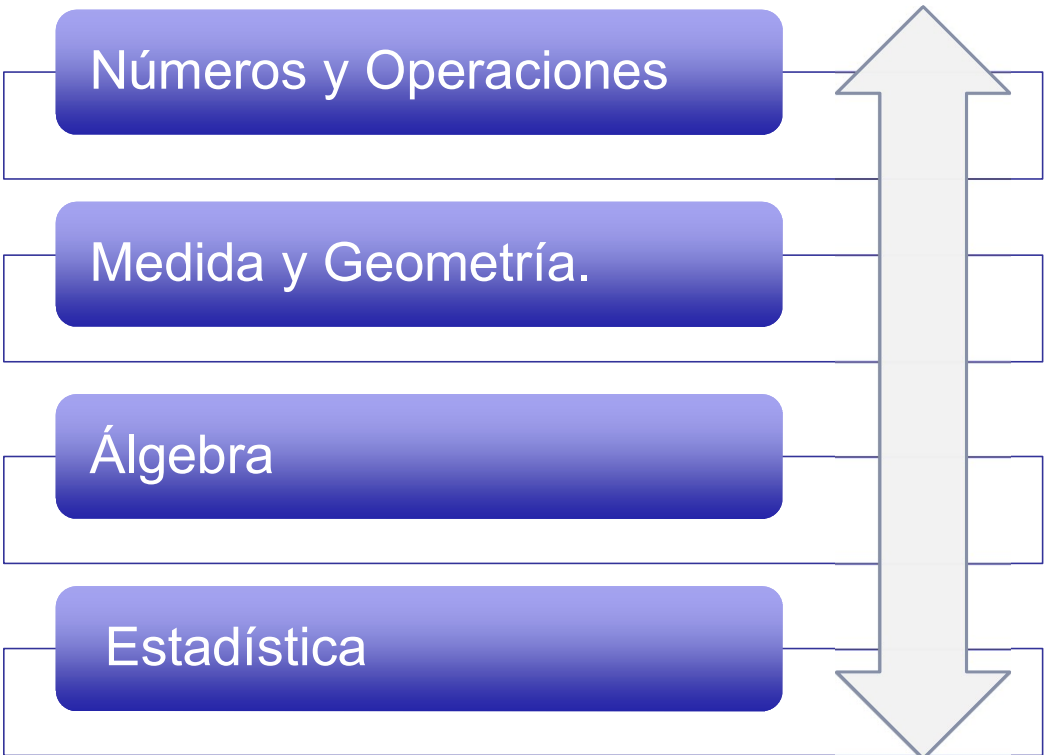 Números y Operaciones
Medida y Geometría.
Álgebra
Estadística